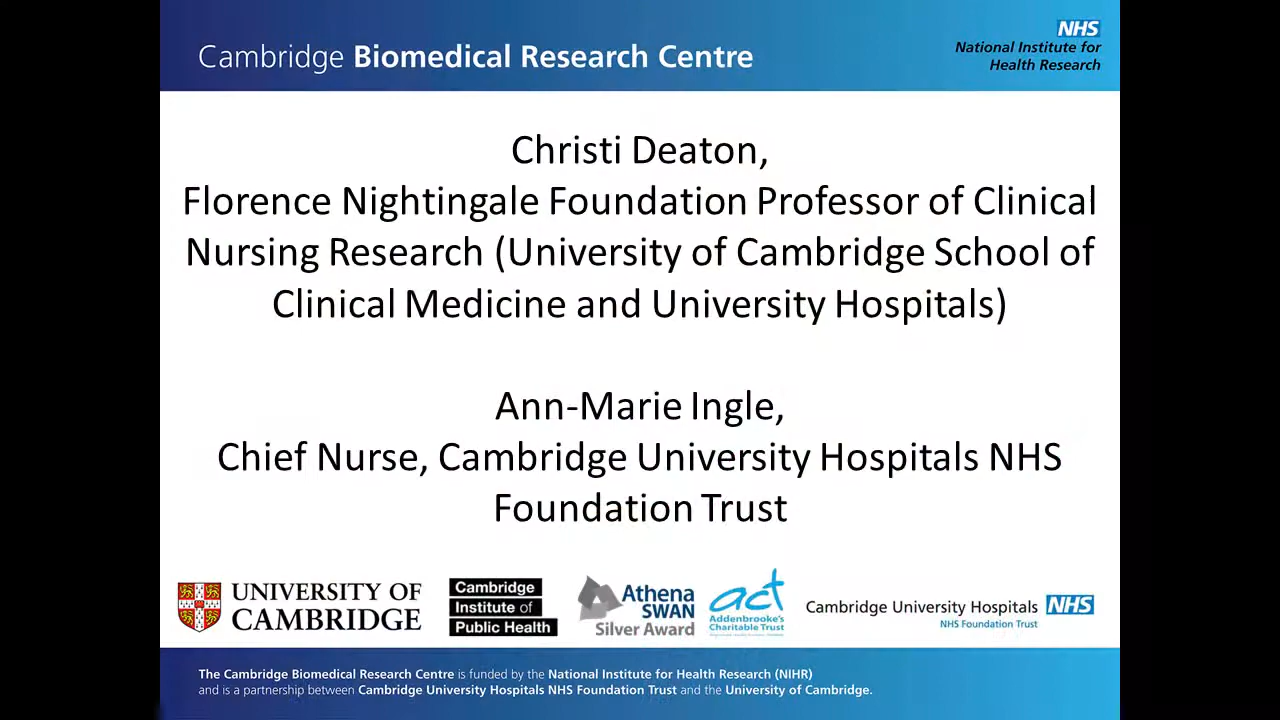 Cambridge Biomedical Research Centre
NHS
National Institute for
Health Research
Christi Deaton,
Florence Nightingale Foundation Professor of Clinical
Nursing Research (University of Cambridge School of
Clinical Medicine and University Hospitals)
Ann-Marie Ingle,
Chief Nurse, Cambridge University Hospitals NHS
Foundation Trust
UNIVERSITY OF
CAMBRIDGE
Cambridge
Institute of
Public Health
Athena
SWAN
Silver Award
act
Addenbrooke's
Charitable Trust
Cambridge University Hospitals NHS
NHS Foundation Trust
The Cambridge Biomedical Research Centre is funded by the National Institute for Health Research (NIHR)
and is a partnership between Cambridge University Hospitals NHS Foundation Trust and the University of Cambridge.